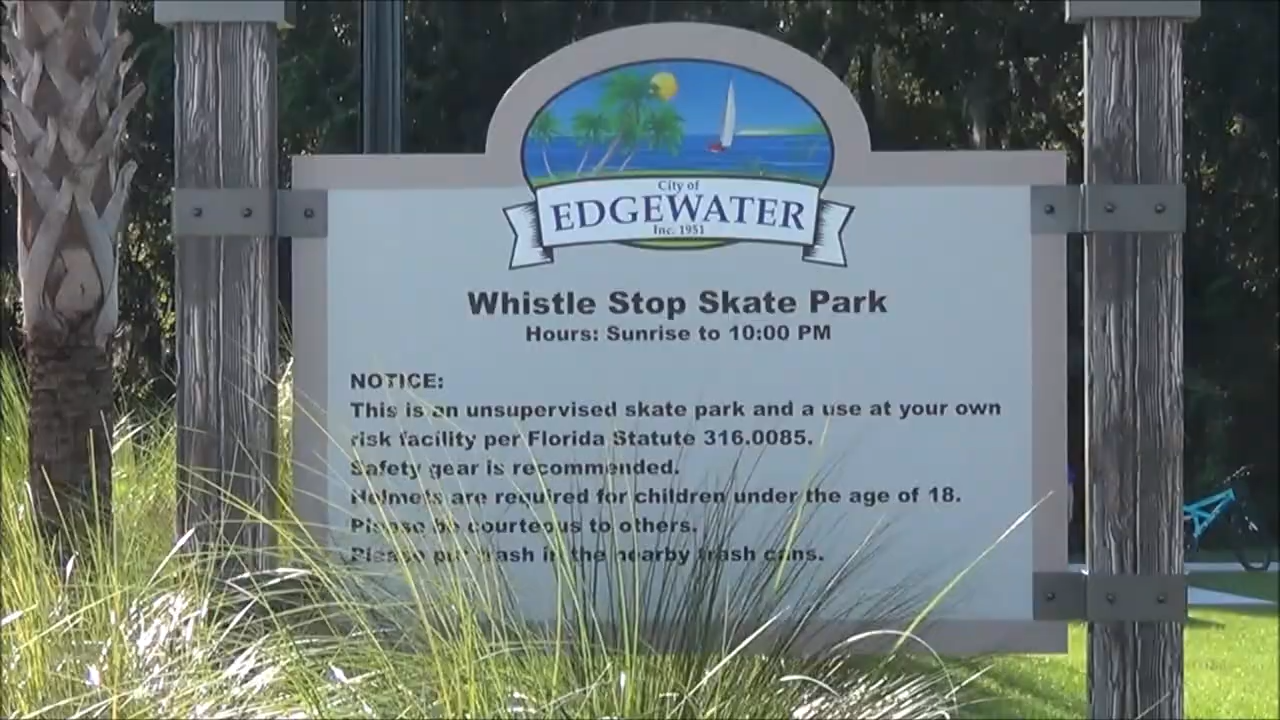 City of
EDGEWATER
Inc. 1951
Whistle Stop Skate Park
Hours: Sunrise to 10:00 PM
NOTICE:
This is an unsupervised skate park and a use at your own
risk facility per Florida Statute 316.0085.
Safety gear is recommended.
Helmets are required for children under the age of 18.
Please be courteous to others.
Please put trash in the nearby trash cans.